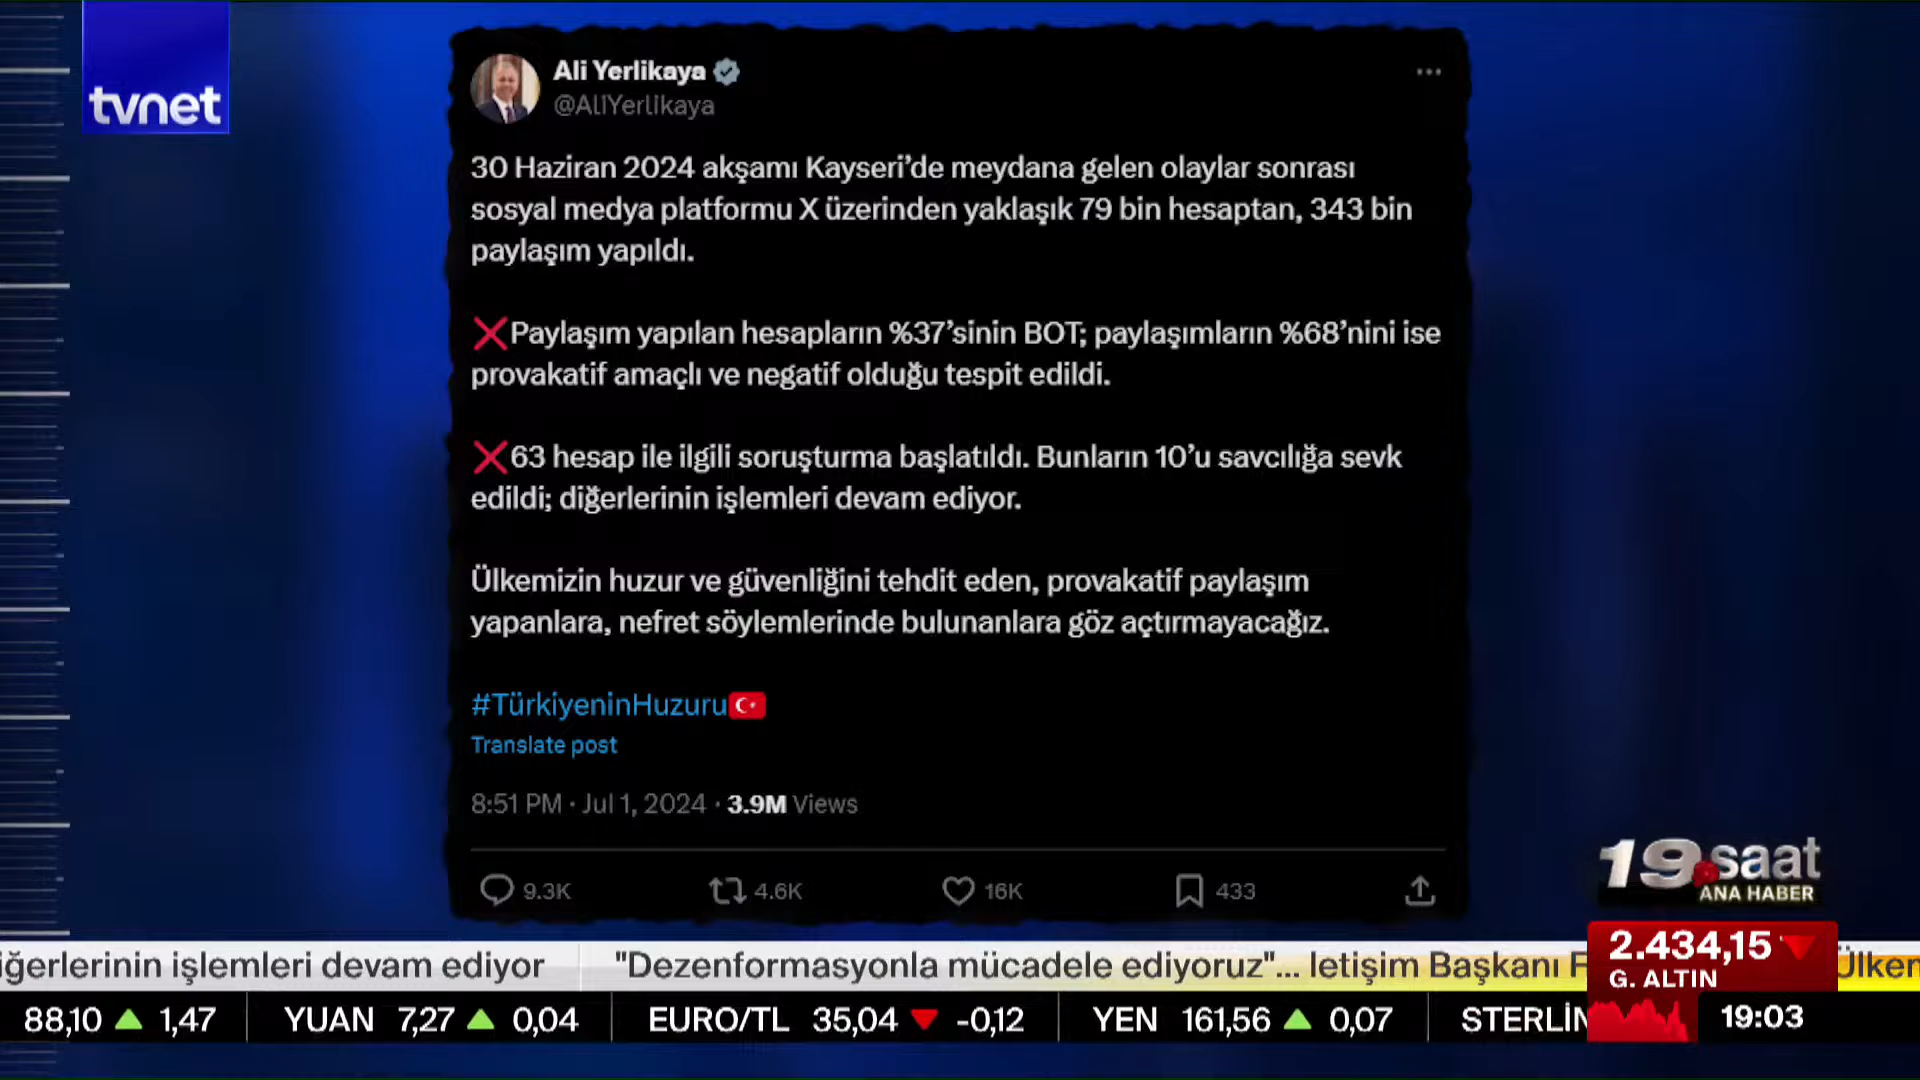 tvnet
Ali Yerlikaya
@AliYerlikaya
30 Haziran 2024 akşamı Kayseri’de meydana gelen olaylar sonrası
sosyal medya platformu X üzerinden yaklaşık 79 bin hesaptan, 343 bin
paylaşım yapıldı.
❌Paylaşım yapılan hesapların %37’sinin BOT; paylaşımların %68’nini ise
provakatif amaçlı ve negatif olduğu tespit edildi.
❌63 hesap ile ilgili soruşturma başlatıldı. Bunların 10’u savcılığa sevk
edildi; diğerlerinin işlemleri devam ediyor.
Ülkemizin huzur ve güvenliğini tehdit eden, provakatif paylaşım
yapanlara, nefret söylemlerinde bulunanlara göz açtırmayacağız.
#TürkiyeninHuzuru🇹🇷
Translate post
8:51 PM · Jul 1, 2024 · 3.9M Views
9.3K 4.6K 16K 433
19 saat
ANA HABER
2.434,15
G. ALTIN
iğerlerinin işlemleri devam ediyor "Dezenformasyonla mücadele ediyoruz"... İletişim Başkanı F Ülkem
88,10 1,47 YUAN 7,27 0,04 EURO/TL 35,04 -0,12 YEN 161,56 0,07 STERLİN
19:03